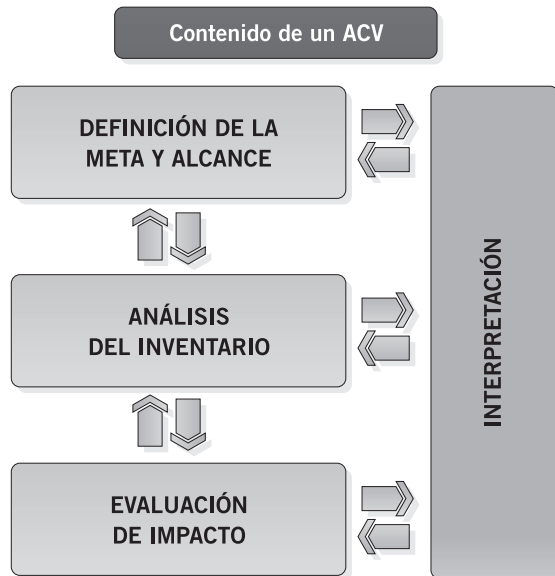 Contenido de un ACV
DEFINICIÓN DE LA
META Y ALCANCE
ANÁLISIS
DEL INVENTARIO
EVALUACIÓN
DE IMPACTO
INTERPRETACIÓN